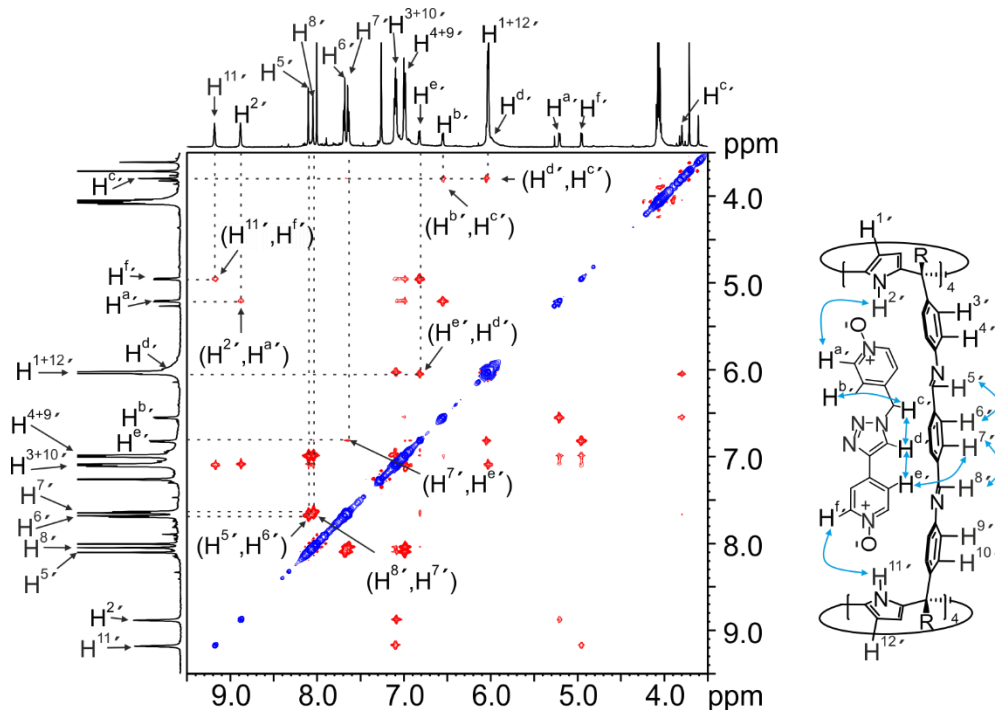 H8′
H7′
H3+10′
H6′
H4+9′
H1+12′
H5′
H11′
H2′
He′
Hb′
Hd′
Ha′
Hf′
Hc′
ppm
Hc′
(Hd′,Hc′)
4.0
(Hb′,Hc′)
(H11′,Hf′)
Hf′
5.0
Ha′
(He′,Hd′)
(H2′,Ha′)
Hd′
6.0
H1+12′
Hb′
H4+9′
He′
7.0
H3+10′
(H7′,He′)
H7′
H6′
(H5′,H6′)
8.0
H8′
(H8′,H7′)
H5′
H2′
9.0
H11′
9.0 8.0 7.0 6.0 5.0 4.0 ppm
H1′
R
4
4
N
H2′
H3′
H4′
-O
N
+
Ha′
N
Hb′
H5′
Hc′
H6′
N
N
N
Hd′
H7′
He′
H8′
Hf′
N
+
N
-O
H9′
H10′
H11′
N
4
R
4
H12′